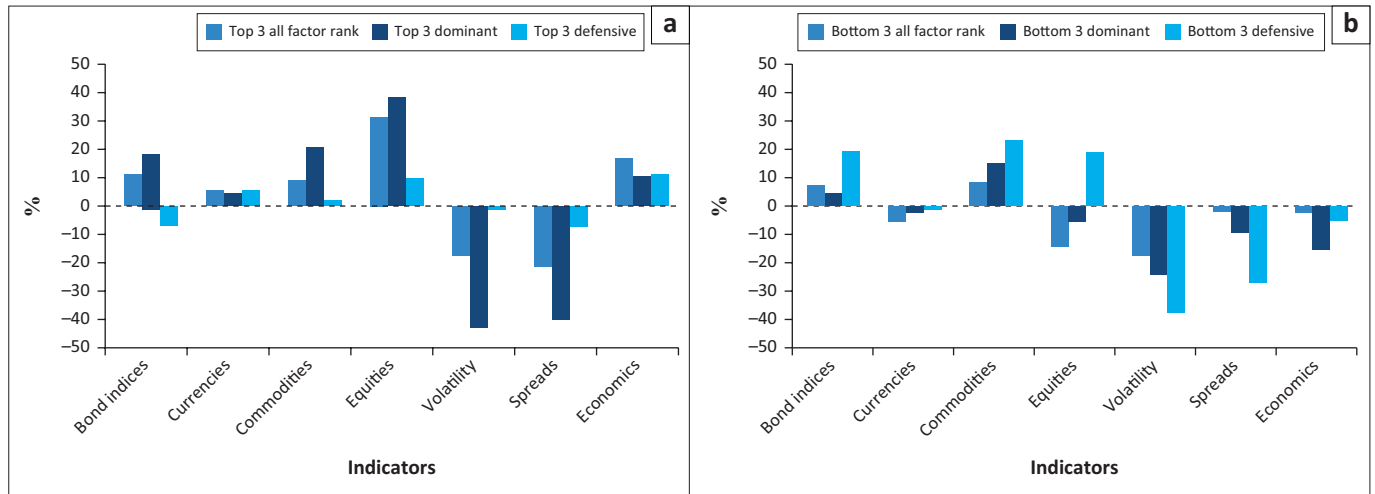 Top 3 all factor rank Top 3 dominant Top 3 defensive
a
50
40
30
20
10
0
–10
–20
–30
–40
–50
%
Bond indices
Currencies
Commodities
Equities
Volatility
Spreads
Economics
Indicators
Bottom 3 all factor rank Bottom 3 dominant Bottom 3 defensive
b
50
40
30
20
10
0
–10
–20
–30
–40
–50
%
Bond indices
Currencies
Commodities
Equities
Volatility
Spreads
Economics
Indicators